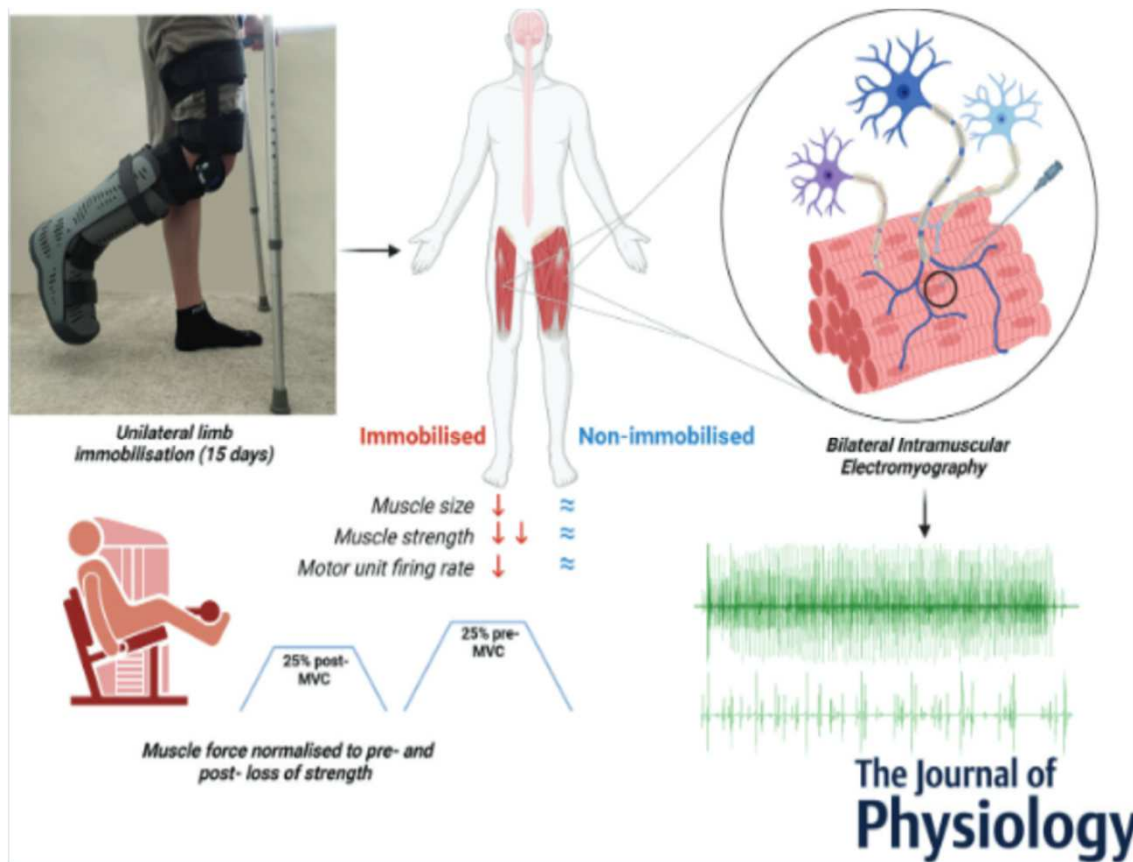 Unilateral limb
immobilisation (15 days)
Immobilised
Non-immobilised
Bilateral Intramuscular
Electromyography
Muscle size ↓ ≈
Muscle strength ↓ ↓ ≈
Motor unit firing rate ↓ ≈
25% post-
MVC
25% pre-
MVC
Muscle force normalised to pre- and
post- loss of strength
The Journal of
Physiology